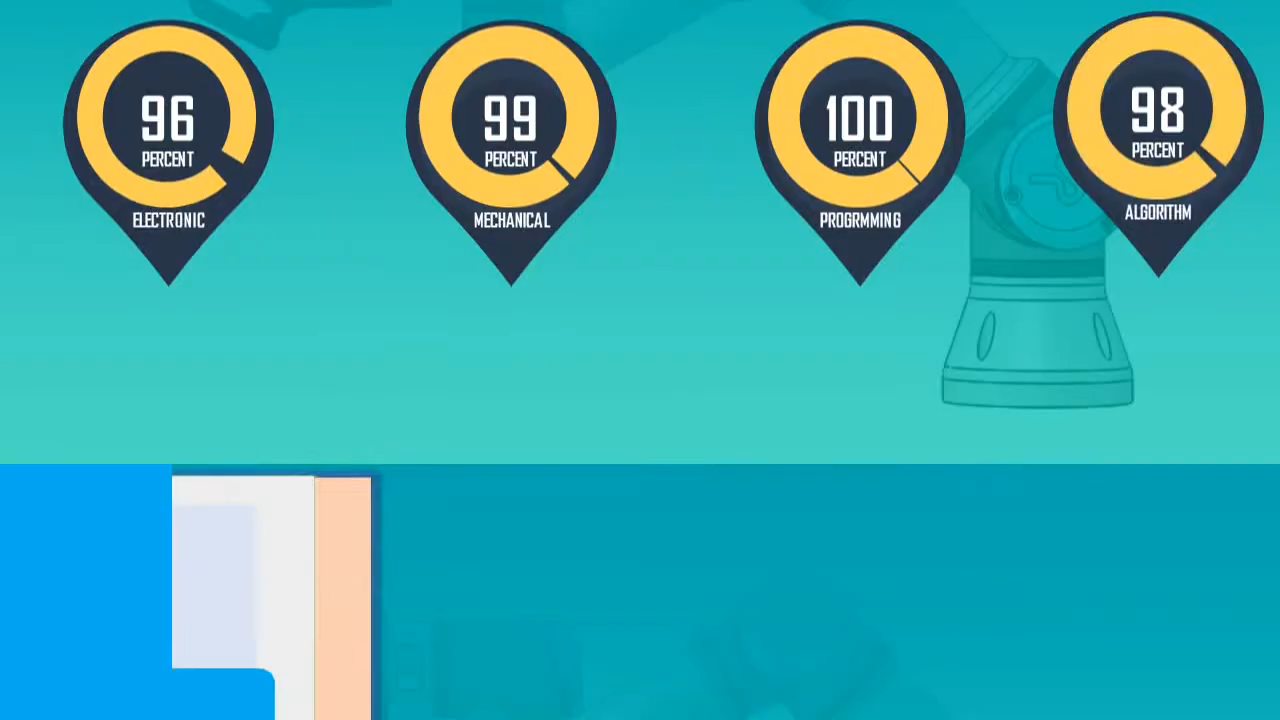 96
PERCENT
ELECTRONIC
99
PERCENT
MECHANICAL
100
PERCENT
PROGRMMING
98
PERCENT
ALGORITHM